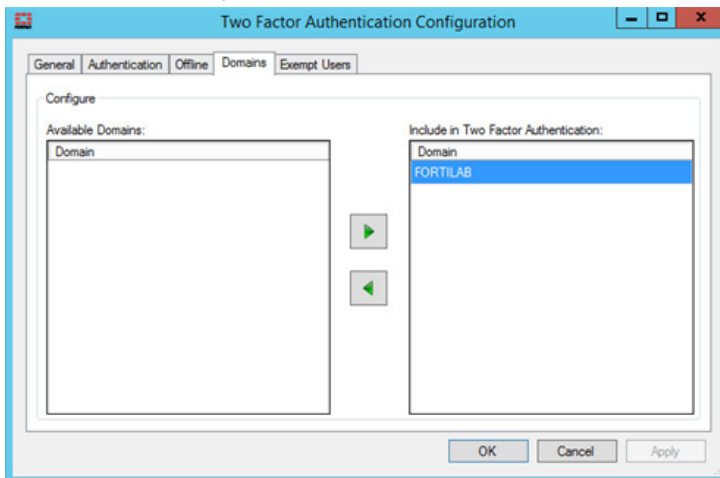 Two Factor Authentication Configuration
General Authentication Offline Domains Exempt Users
Configure
Available Domains:
Domain
Include in Two Factor Authentication:
Domain
FORTILAB
OK Cancel Apply